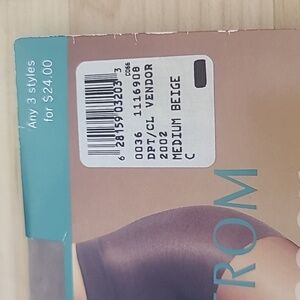 Any 3 styles
for $24.00
6 28159 03203 3
0066
0036 1116908
DPT/CL VENDOR
2002
MEDIUM BEIGE
C
ROM